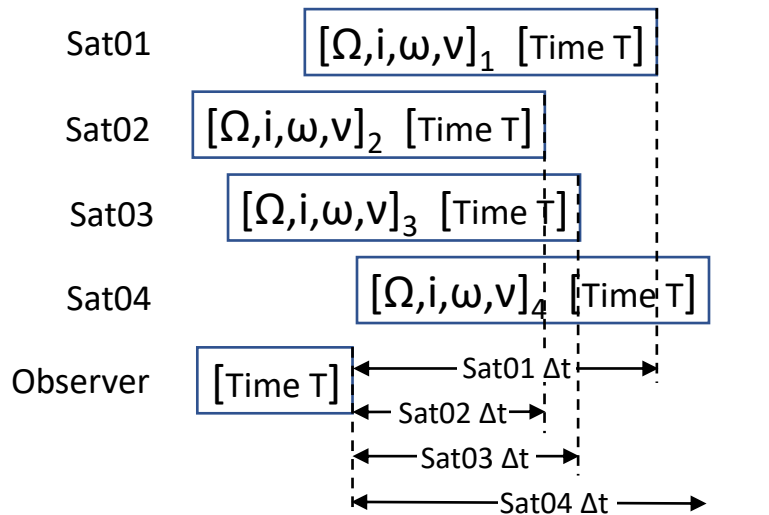 Sat01 [Ω,i,ω,ν]₁ [Time T]
Sat02 [Ω,i,ω,ν]₂ [Time T]
Sat03 [Ω,i,ω,ν]₃ [Time T]
Sat04 [Ω,i,ω,ν]₄ [Time T]
Observer [Time T] Sat01 Δt
Sat02 Δt
Sat03 Δt
Sat04 Δt